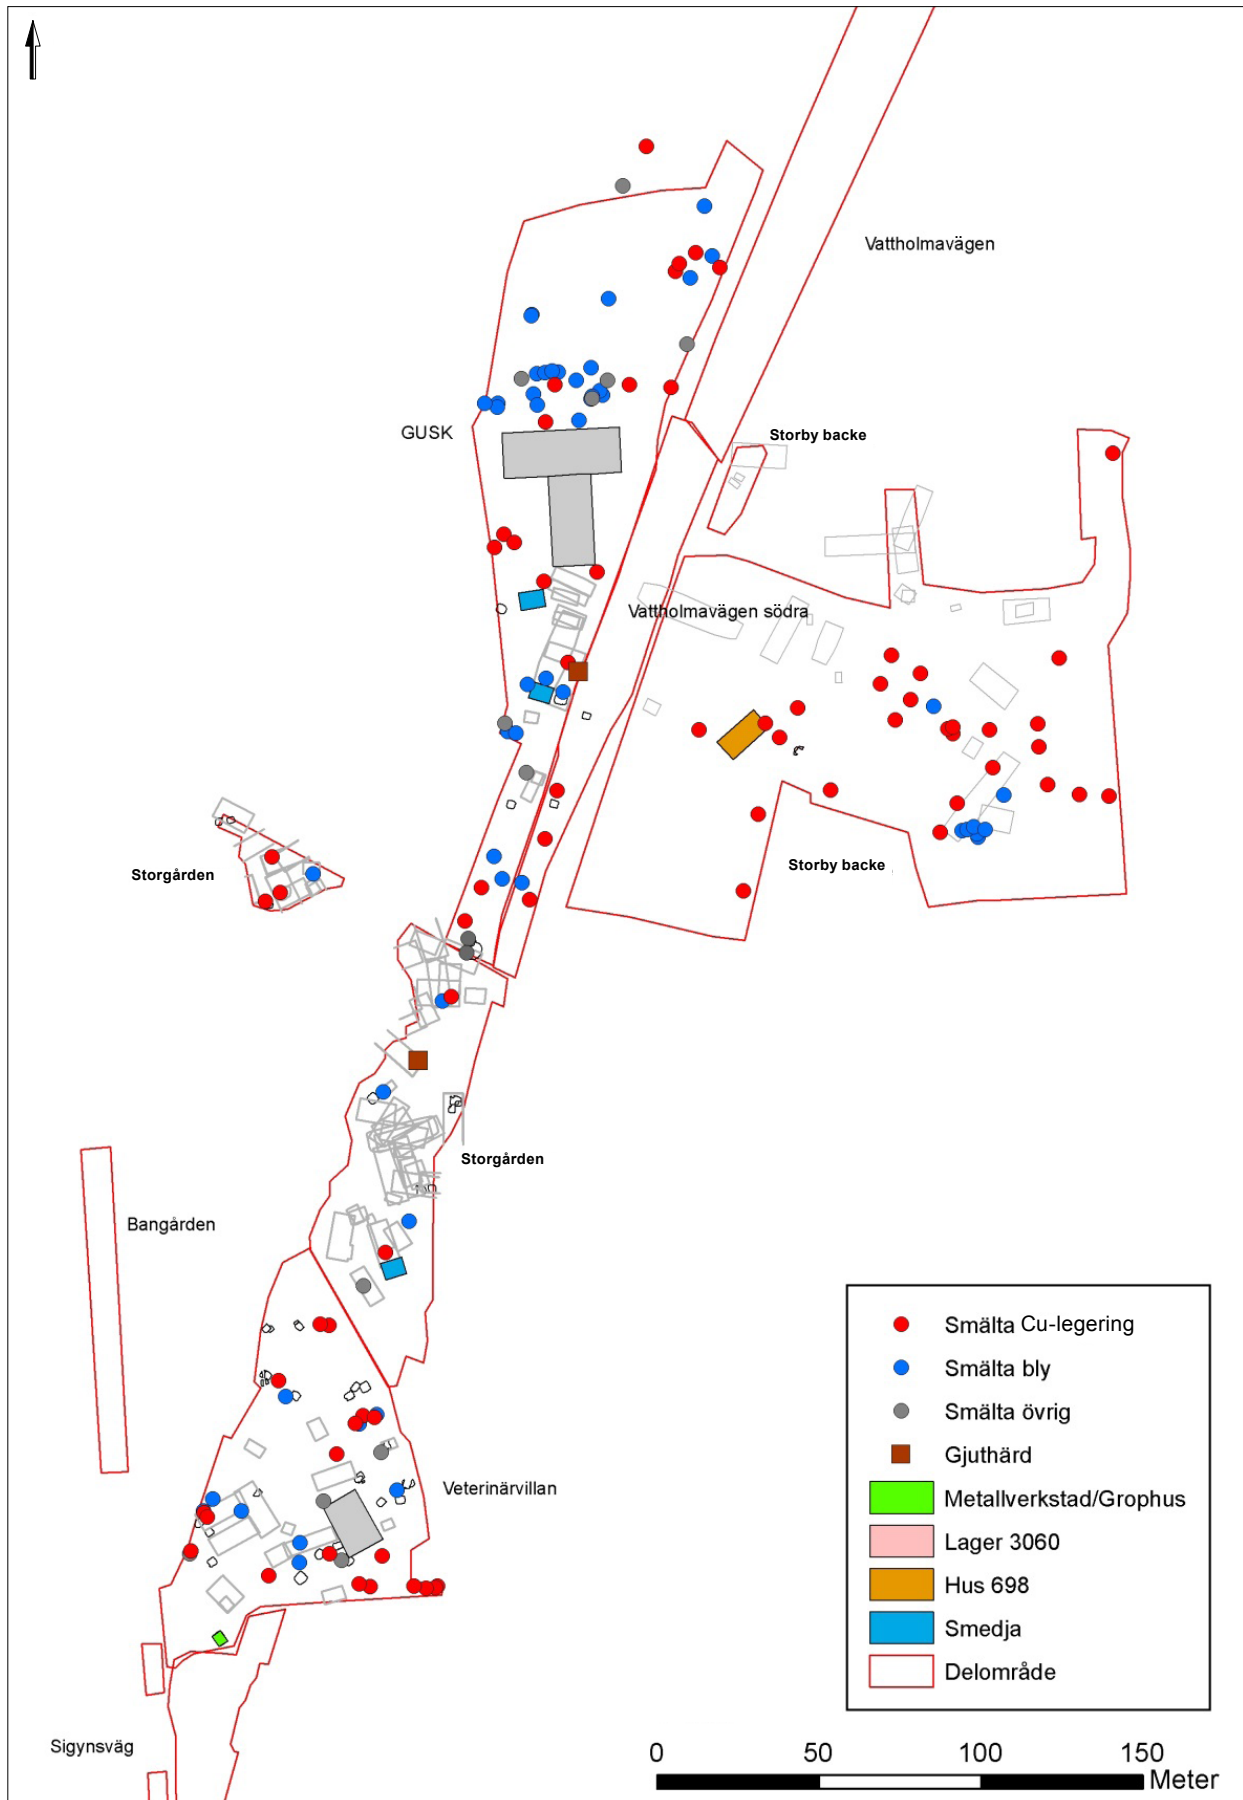 Vattholmavägen
GUSK
Storby backe
Vattholmavägen södra
Storgården
Storby backe
Storgården
Bangården
Veterinärvillan
Sigynsväg
Smälta Cu-legering
Smälta bly
Smälta övrig
Gjuthärd
Metallverkstad/Grophus
Lager 3060
Hus 698
Smedja
Delområde
0 50 100 150
Meter